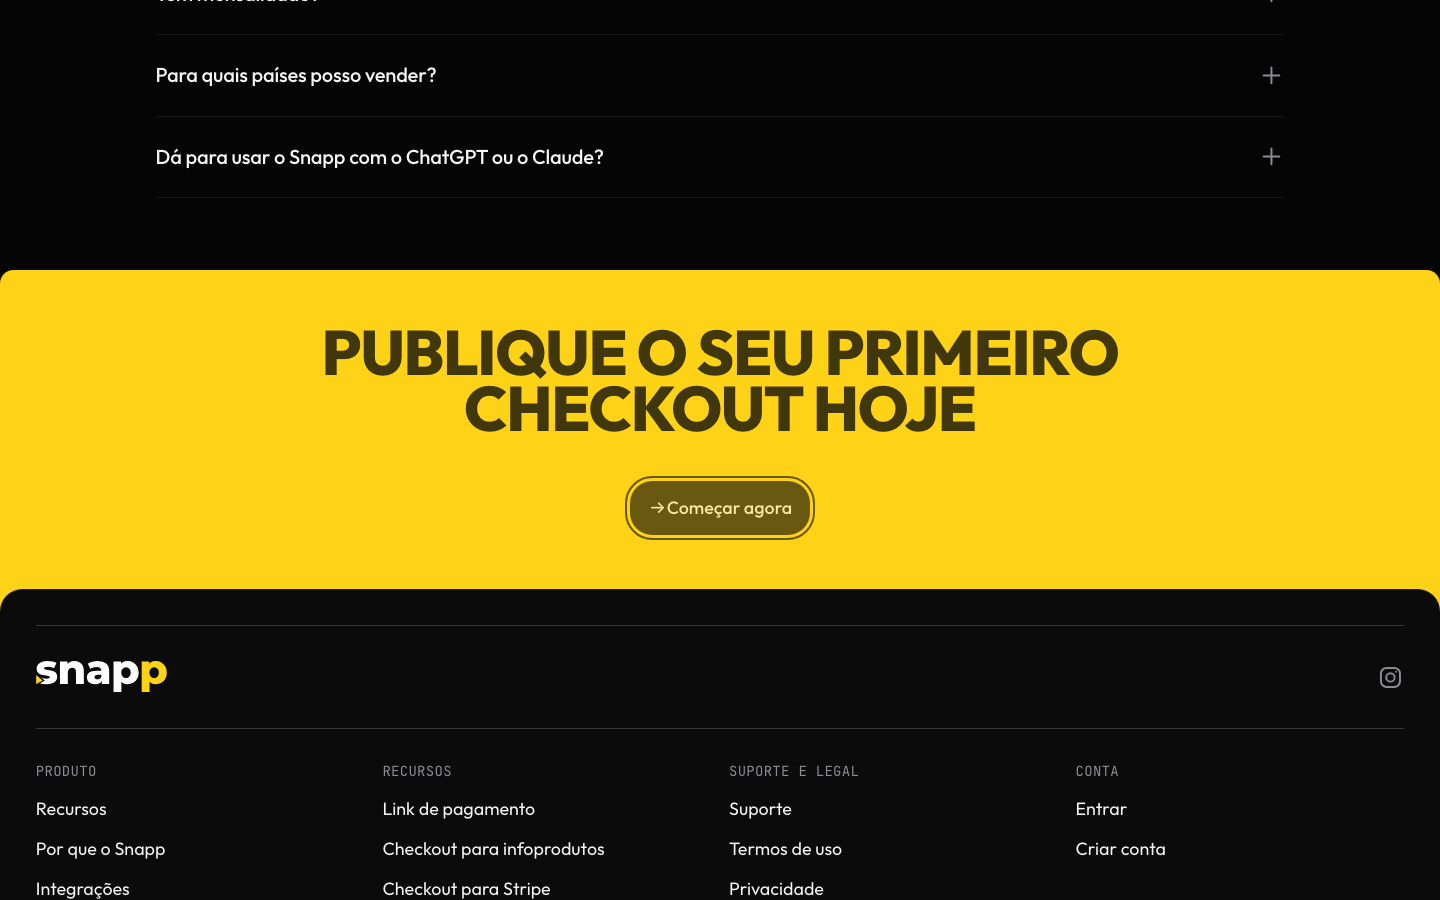 Para quais países posso vender?
Dá para usar o Snapp com o ChatGPT ou o Claude?
PUBLIQUE O SEU PRIMEIRO
CHECKOUT HOJE
Começar agora
snapp
PRODUTO
Recursos
Por que o Snapp
Integrações
RECURSOS
Link de pagamento
Checkout para infoprodutos
Checkout para Stripe
SUPORTE E LEGAL
Suporte
Termos de uso
Privacidade
CONTA
Entrar
Criar conta